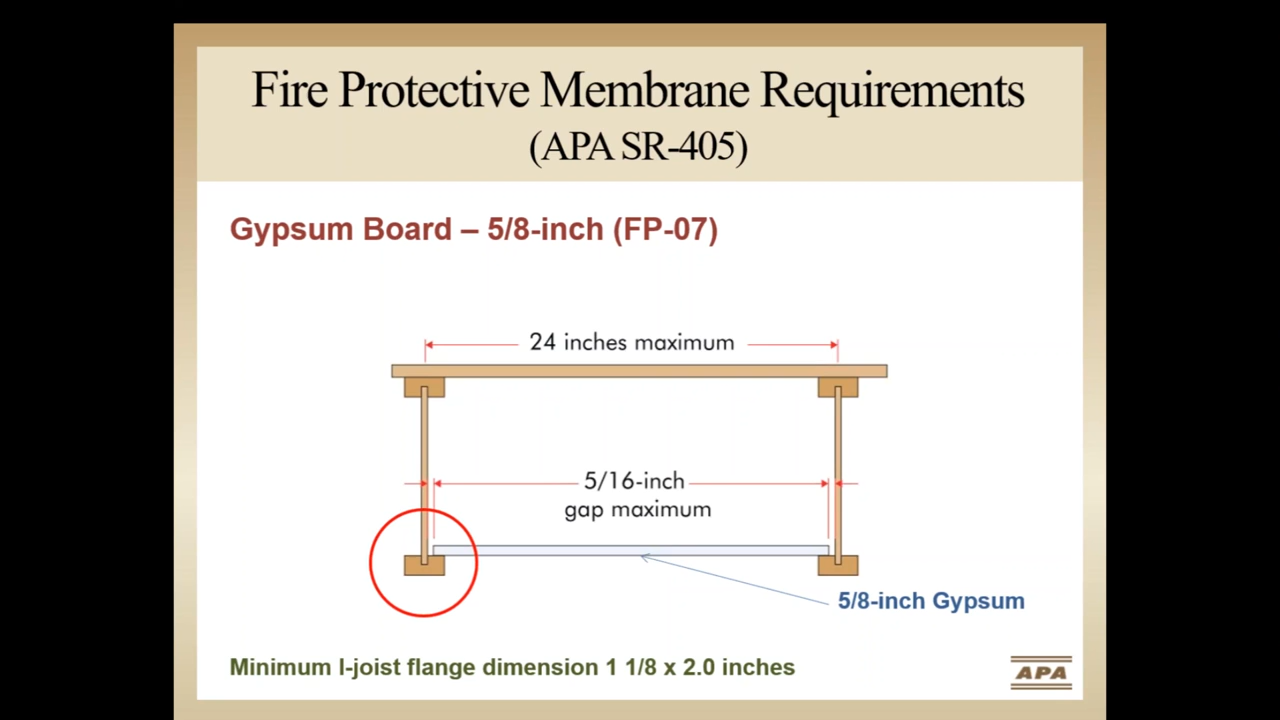 Fire Protective Membrane Requirements
(APA SR-405)
Gypsum Board – 5/8-inch (FP-07)
24 inches maximum
5/16-inch
gap maximum
5/8-inch Gypsum
Minimum I-joist flange dimension 1 1/8 x 2.0 inches
APA